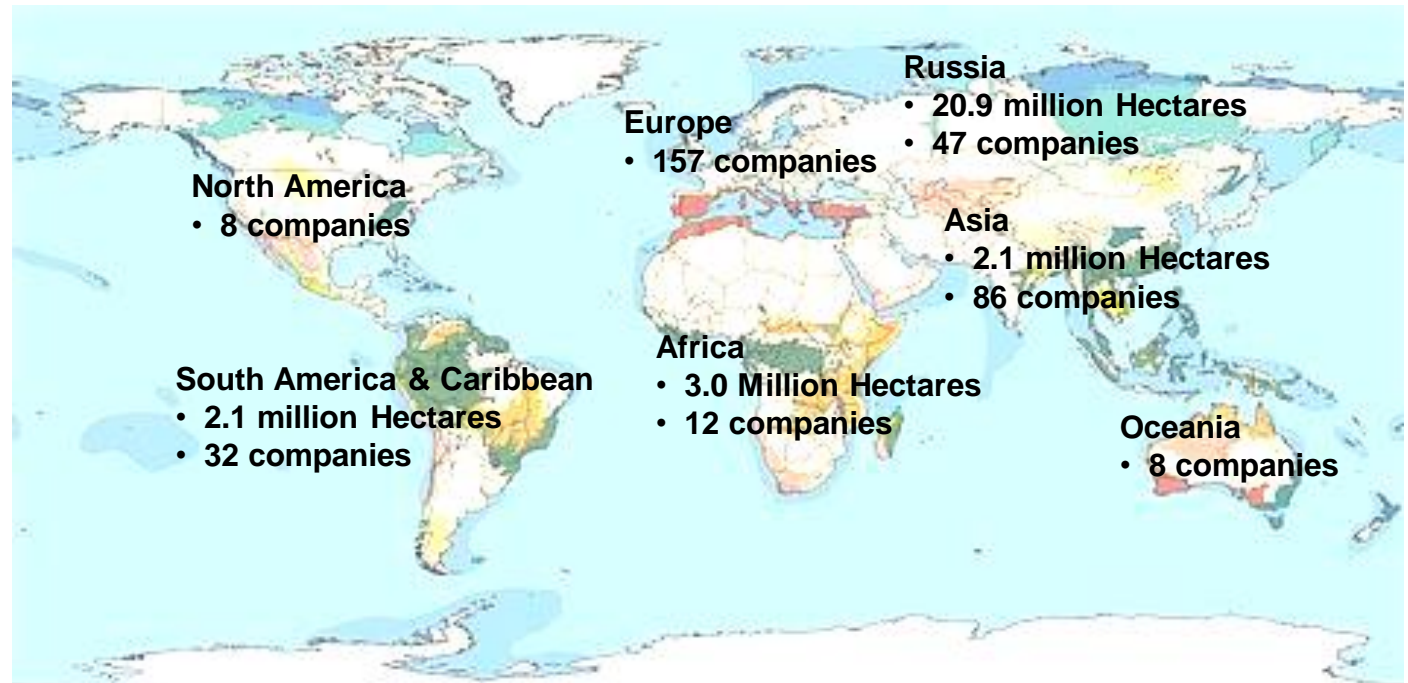 Russia
• 20.9 million Hectares
• 47 companies
Europe
• 157 companies
North America
• 8 companies
Asia
• 2.1 million Hectares
• 86 companies
Africa
• 3.0 Million Hectares
• 12 companies
South America & Caribbean
• 2.1 million Hectares
• 32 companies
Oceania
• 8 companies